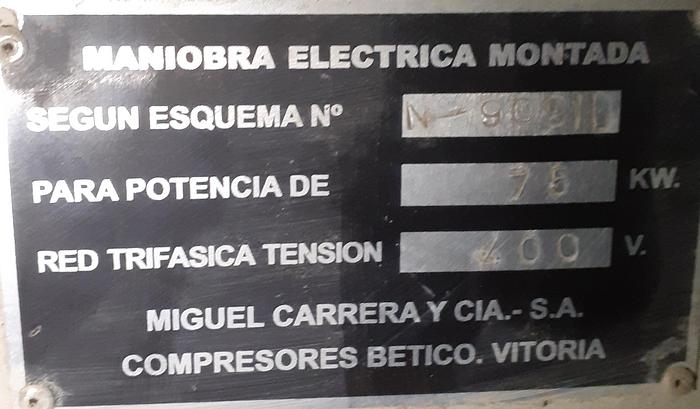 MANIOBRA ELECTRICA MONTADA
SEGUN ESQUEMA Nº
PARA POTENCIA DE 75 KW.
RED TRIFASICA TENSION 400 V.
MIGUEL CARRERA Y CIA.- S.A.
COMPRESORES BETICO. VITORIA